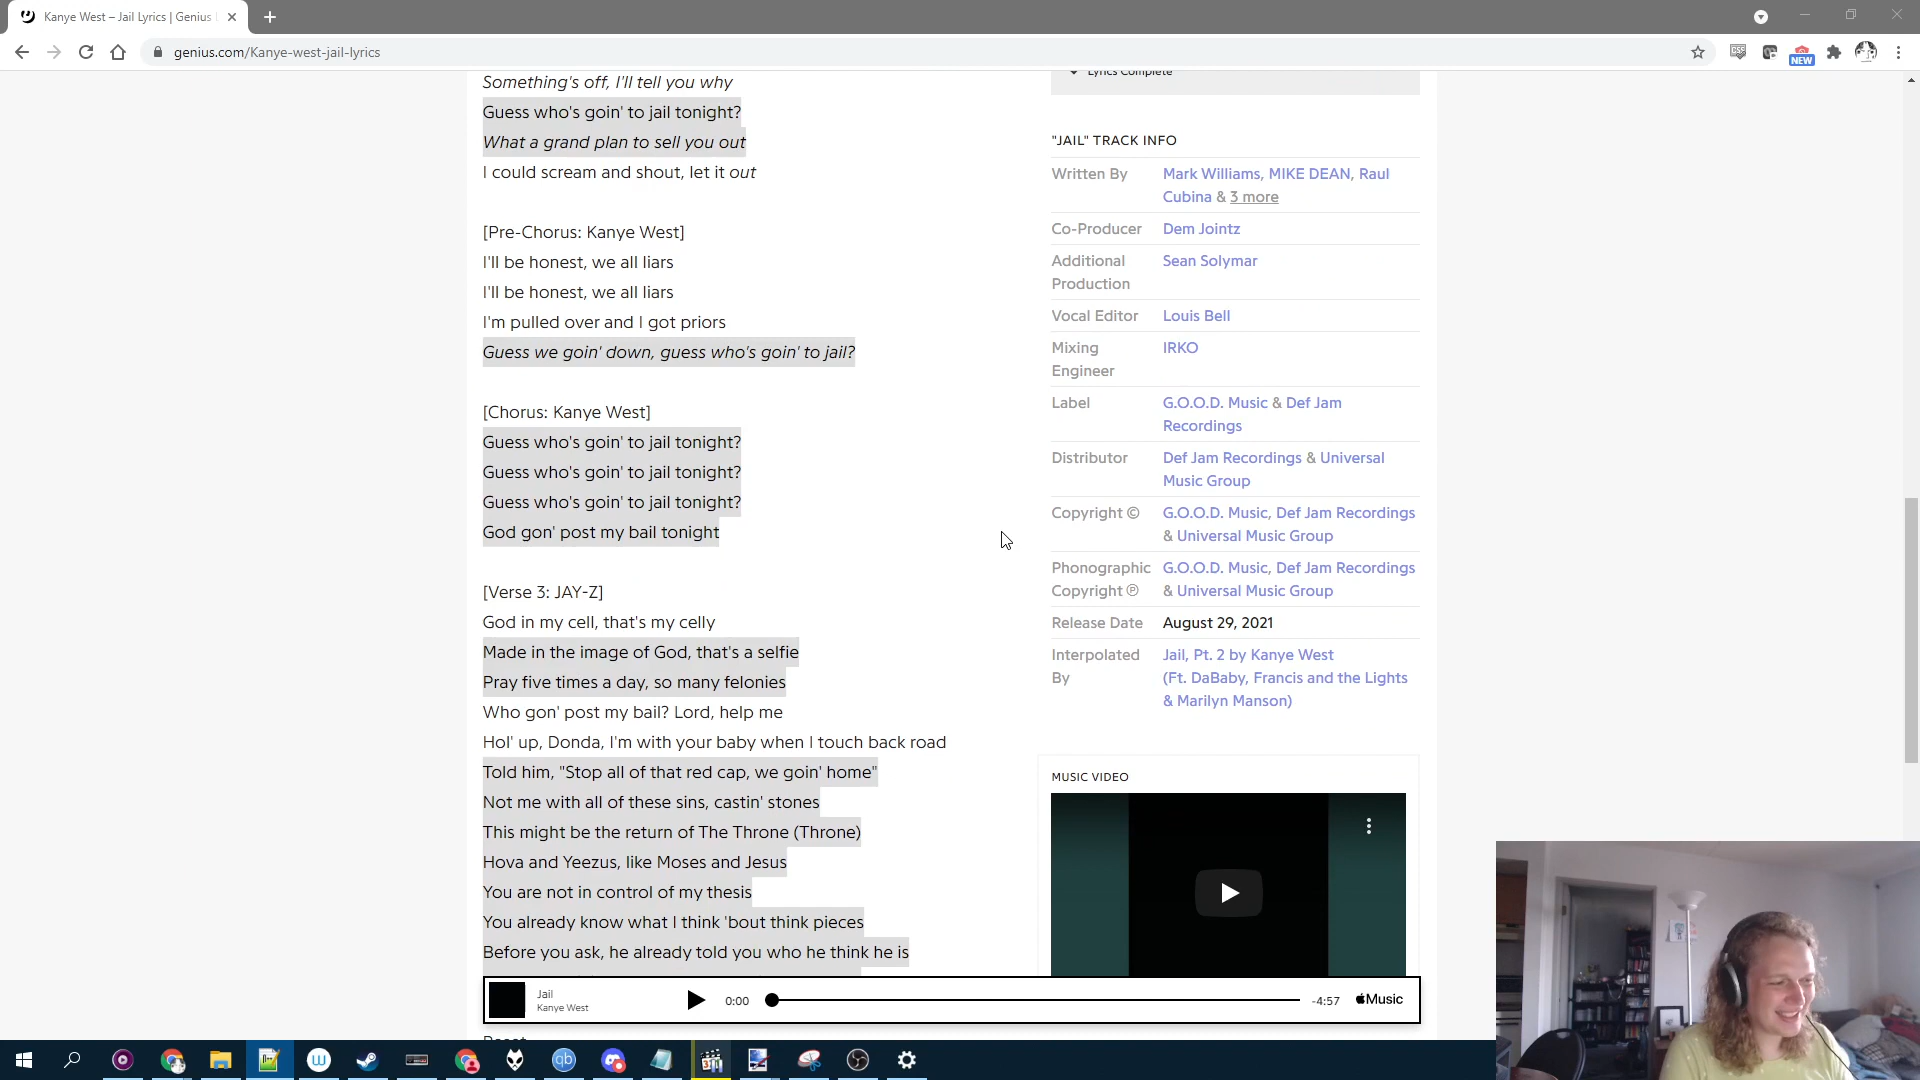 Kanye West – Jail Lyrics | Genius
genius.com/Kanye-west-jail-lyrics
NEW
Something's off, I'll tell you why
Guess who's goin' to jail tonight?
What a grand plan to sell you out
I could scream and shout, let it out
[Pre-Chorus: Kanye West]
I'll be honest, we all liars
I'll be honest, we all liars
I'm pulled over and I got priors
Guess we goin' down, guess who's goin' to jail?
[Chorus: Kanye West]
Guess who's goin' to jail tonight?
Guess who's goin' to jail tonight?
Guess who's goin' to jail tonight?
God gon' post my bail tonight
[Verse 3: JAY-Z]
God in my cell, that's my celly
Made in the image of God, that's a selfie
Pray five times a day, so many felonies
Who gon' post my bail? Lord, help me
Hol' up, Donda, I'm with your baby when I touch back road
Told him, "Stop all of that red cap, we goin' home"
Not me with all of these sins, castin' stones
This might be the return of The Throne (Throne)
Hova and Yeezus, like Moses and Jesus
You are not in control of my thesis
You already know what I think 'bout think pieces
Before you ask, he already told you who he think he is
Lyrics Complete
"JAIL" TRACK INFO
Written By Mark Williams, MIKE DEAN, Raul
Cubina & 3 more
Co-Producer Dem Jointz
Additional Sean Solymar
Production
Vocal Editor Louis Bell
Mixing IRKO
Engineer
Label G.O.O.D. Music & Def Jam
Recordings
Distributor Def Jam Recordings & Universal
Music Group
Copyright © G.O.O.D. Music, Def Jam Recordings
& Universal Music Group
Phonographic G.O.O.D. Music, Def Jam Recordings
Copyright ℗ & Universal Music Group
Release Date August 29, 2021
Interpolated Jail, Pt. 2 by Kanye West
By (Ft. DaBaby, Francis and the Lights
& Marilyn Manson)
MUSIC VIDEO
Jail
Kanye West
0:00
-4:57
Music